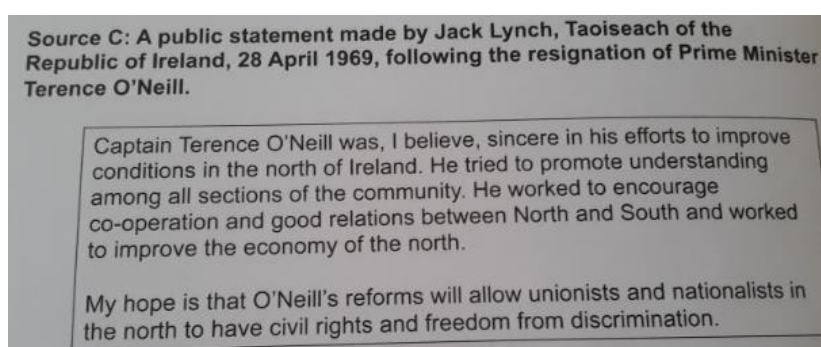 Source C: A public statement made by Jack Lynch, Taoiseach of the
Republic of Ireland, 28 April 1969, following the resignation of Prime Minister
Terence O'Neill.
Captain Terence O'Neill was, I believe, sincere in his efforts to improve
conditions in the north of Ireland. He tried to promote understanding
among all sections of the community. He worked to encourage
co-operation and good relations between North and South and worked
to improve the economy of the north.
My hope is that O'Neill's reforms will allow unionists and nationalists in
the north to have civil rights and freedom from discrimination.